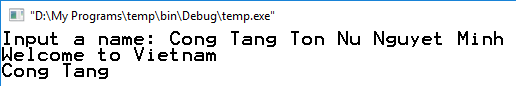 "D:\My Programs\temp\bin\Debug\temp.exe"
Input a name: Cong Tang Ton Nu Nguyet Minh
Welcome to Vietnam
Cong Tang